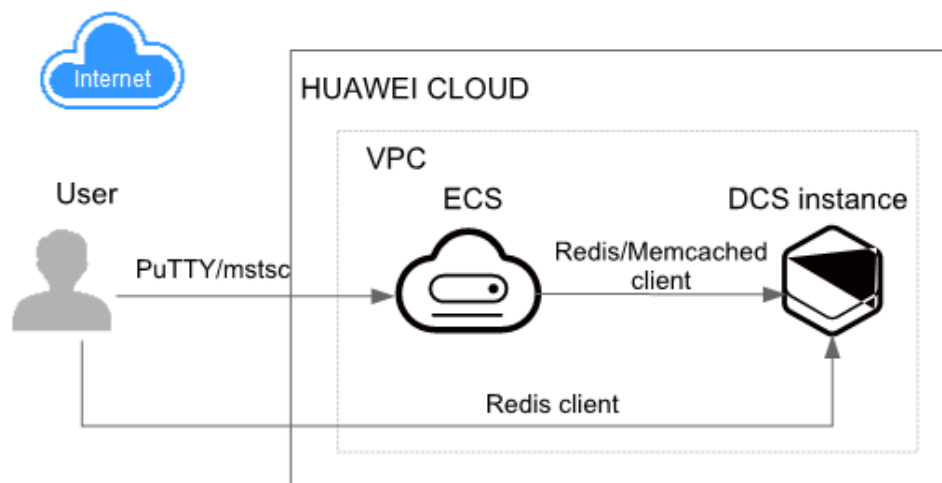 Internet
HUAWEI CLOUD
VPC
User
ECS
DCS instance
PuTTY/mstsc
Redis/Memcached
client
Redis client